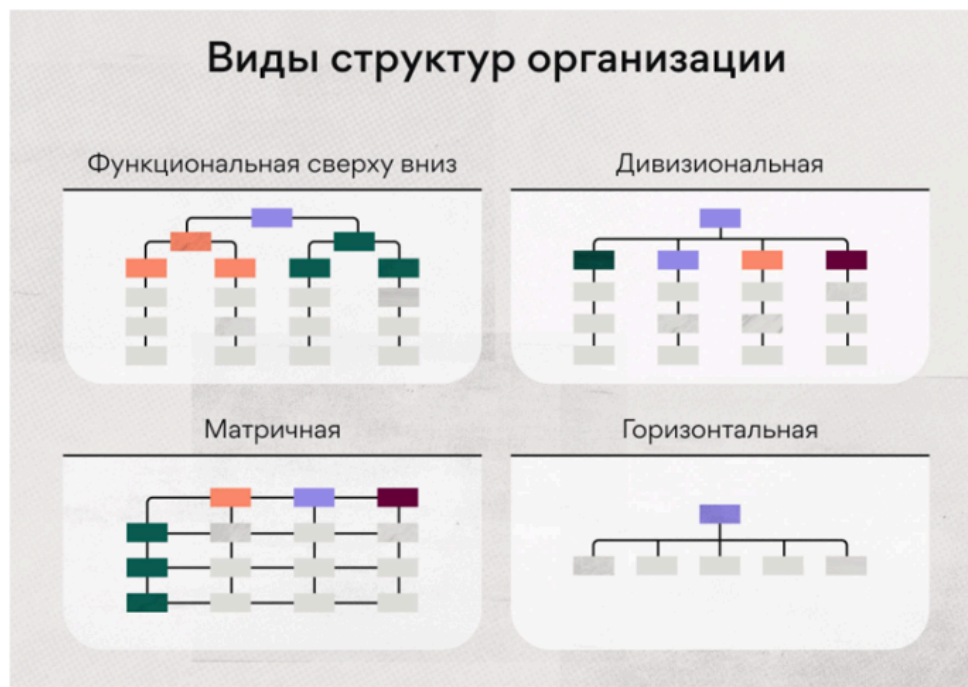 Виды структур организации
Функциональная сверху вниз
Дивизиональная
Матричная
Горизонтальная